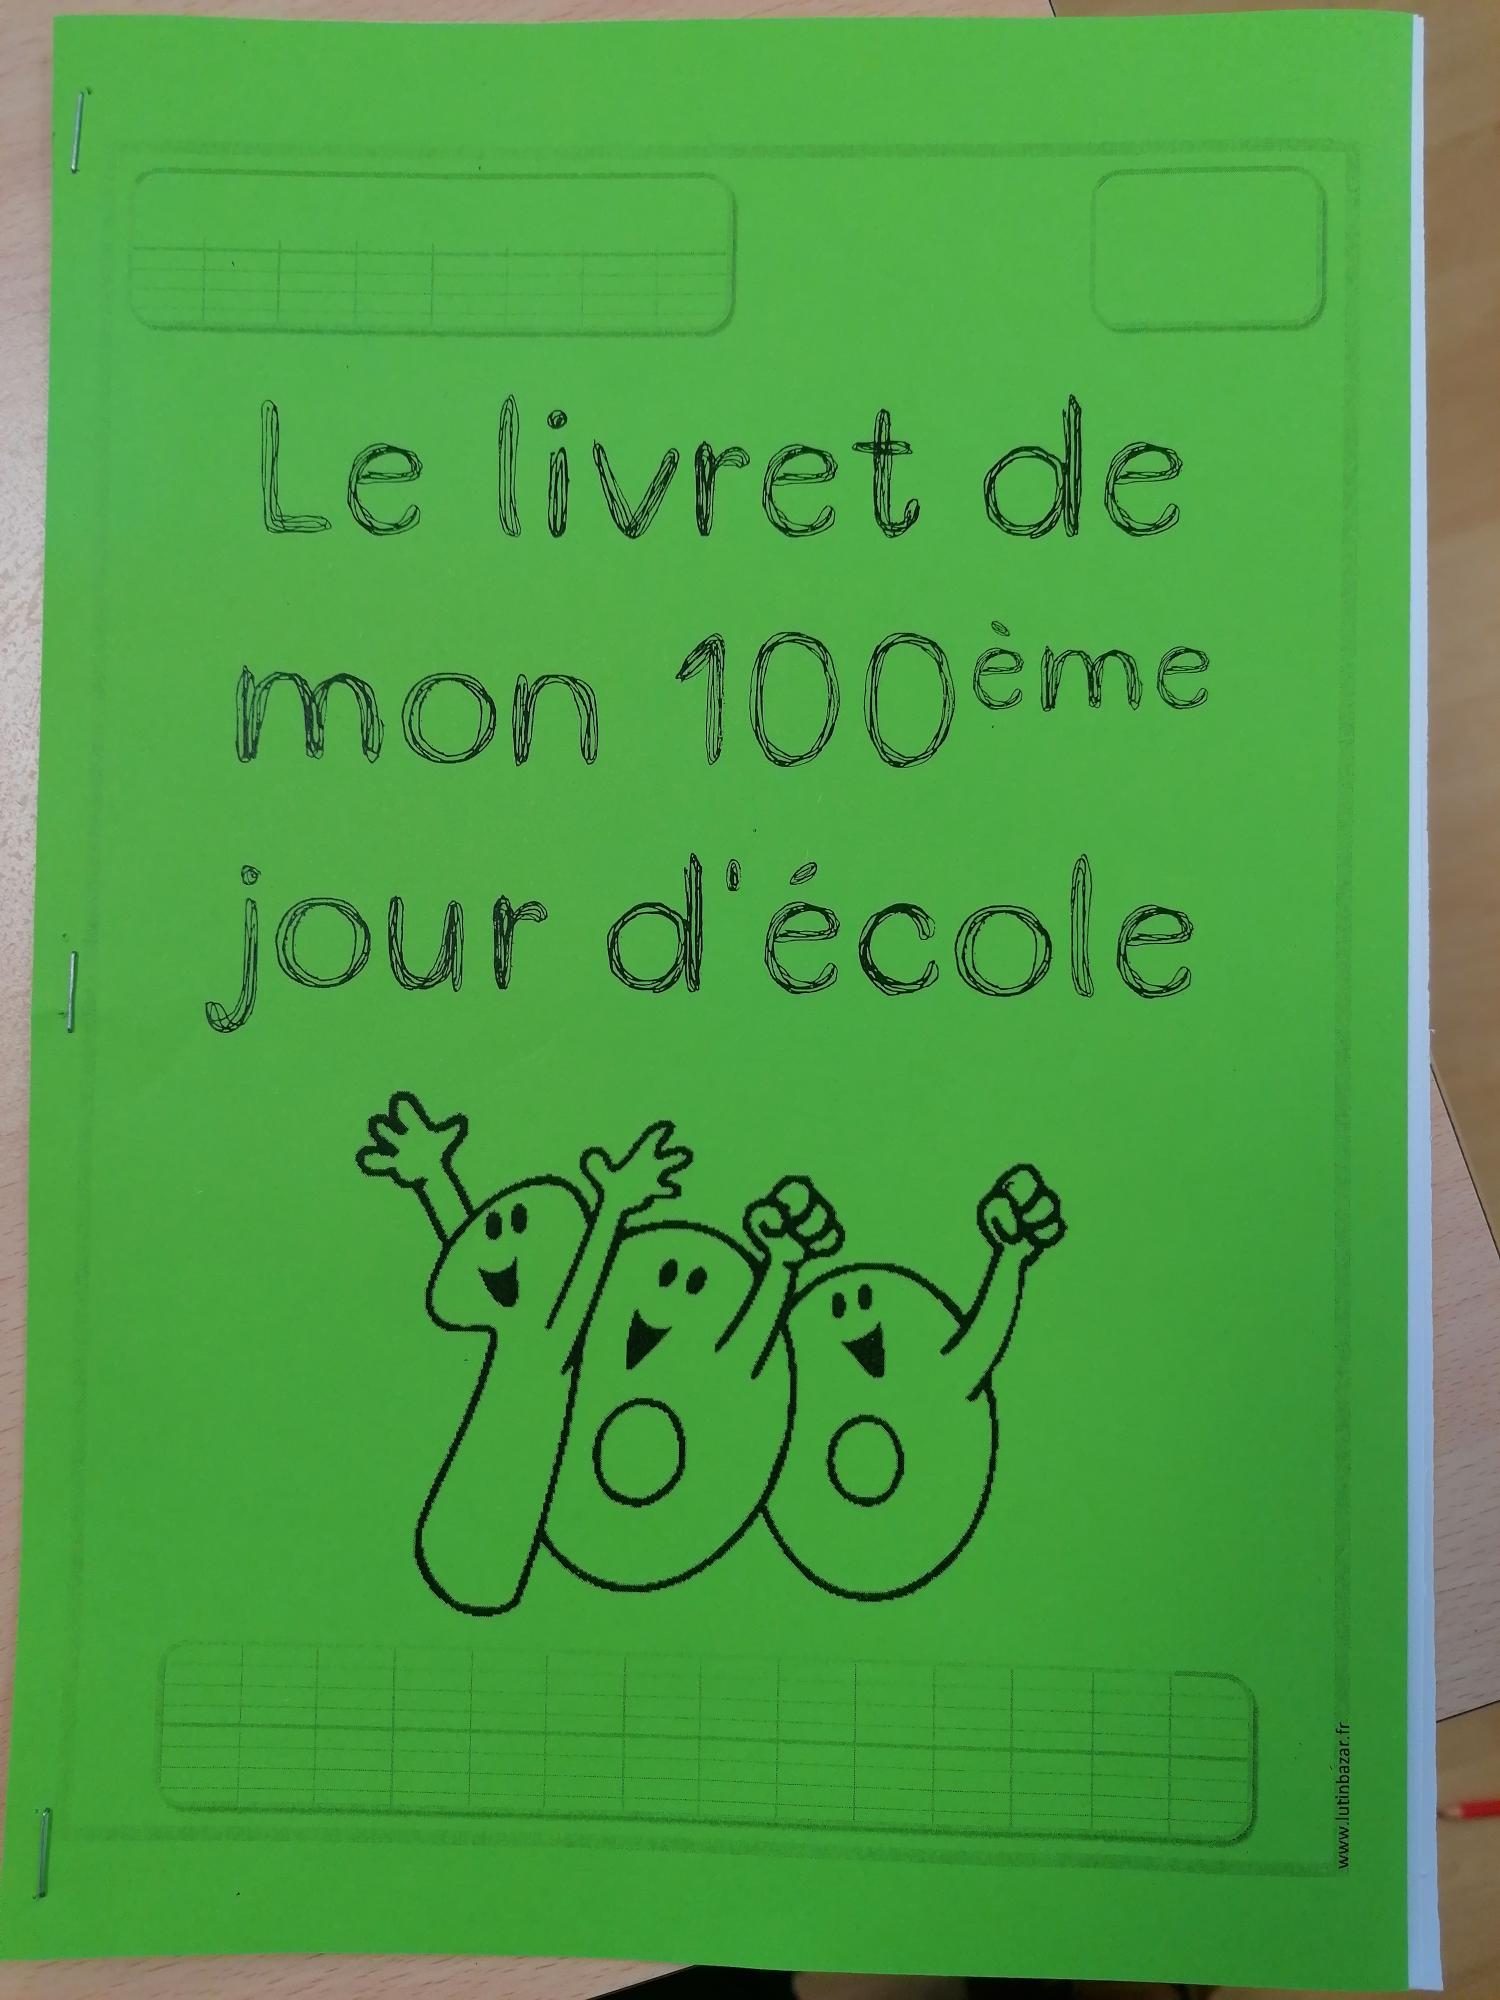 Le livret de
mon 100ème
jour d'école
100
www.lutinbazar.fr